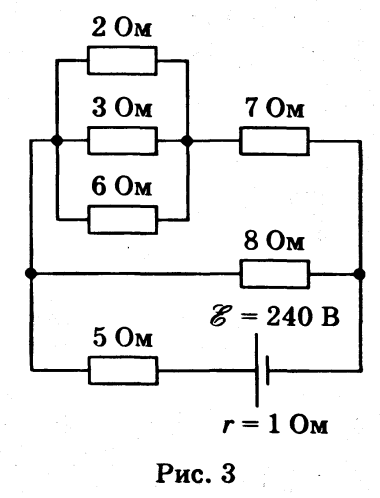 2 Ом
3 Ом
7 Ом
6 Ом
8 Ом
ℰ = 240 В
5 Ом
r = 1 Ом
Рис. 3